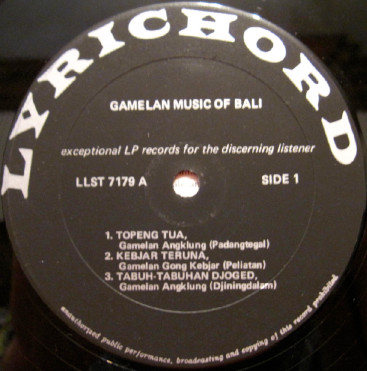 LYRICHORD
GAMELAN MUSIC OF BALI
exceptional LP records for the discerning listener
LLST 7179 A SIDE 1
1. TOPENG TUA,
Gamelan Angklung (Padangtegal)
2. KEBJAR TERUNA,
Gamelan Gong Kebjar (Peliatan)
3. TABUH-TABUHAN DJOGED,
Gamelan Angklung (Djiningdalam)
unauthorized public performance, broadcasting and copying of this record prohibited